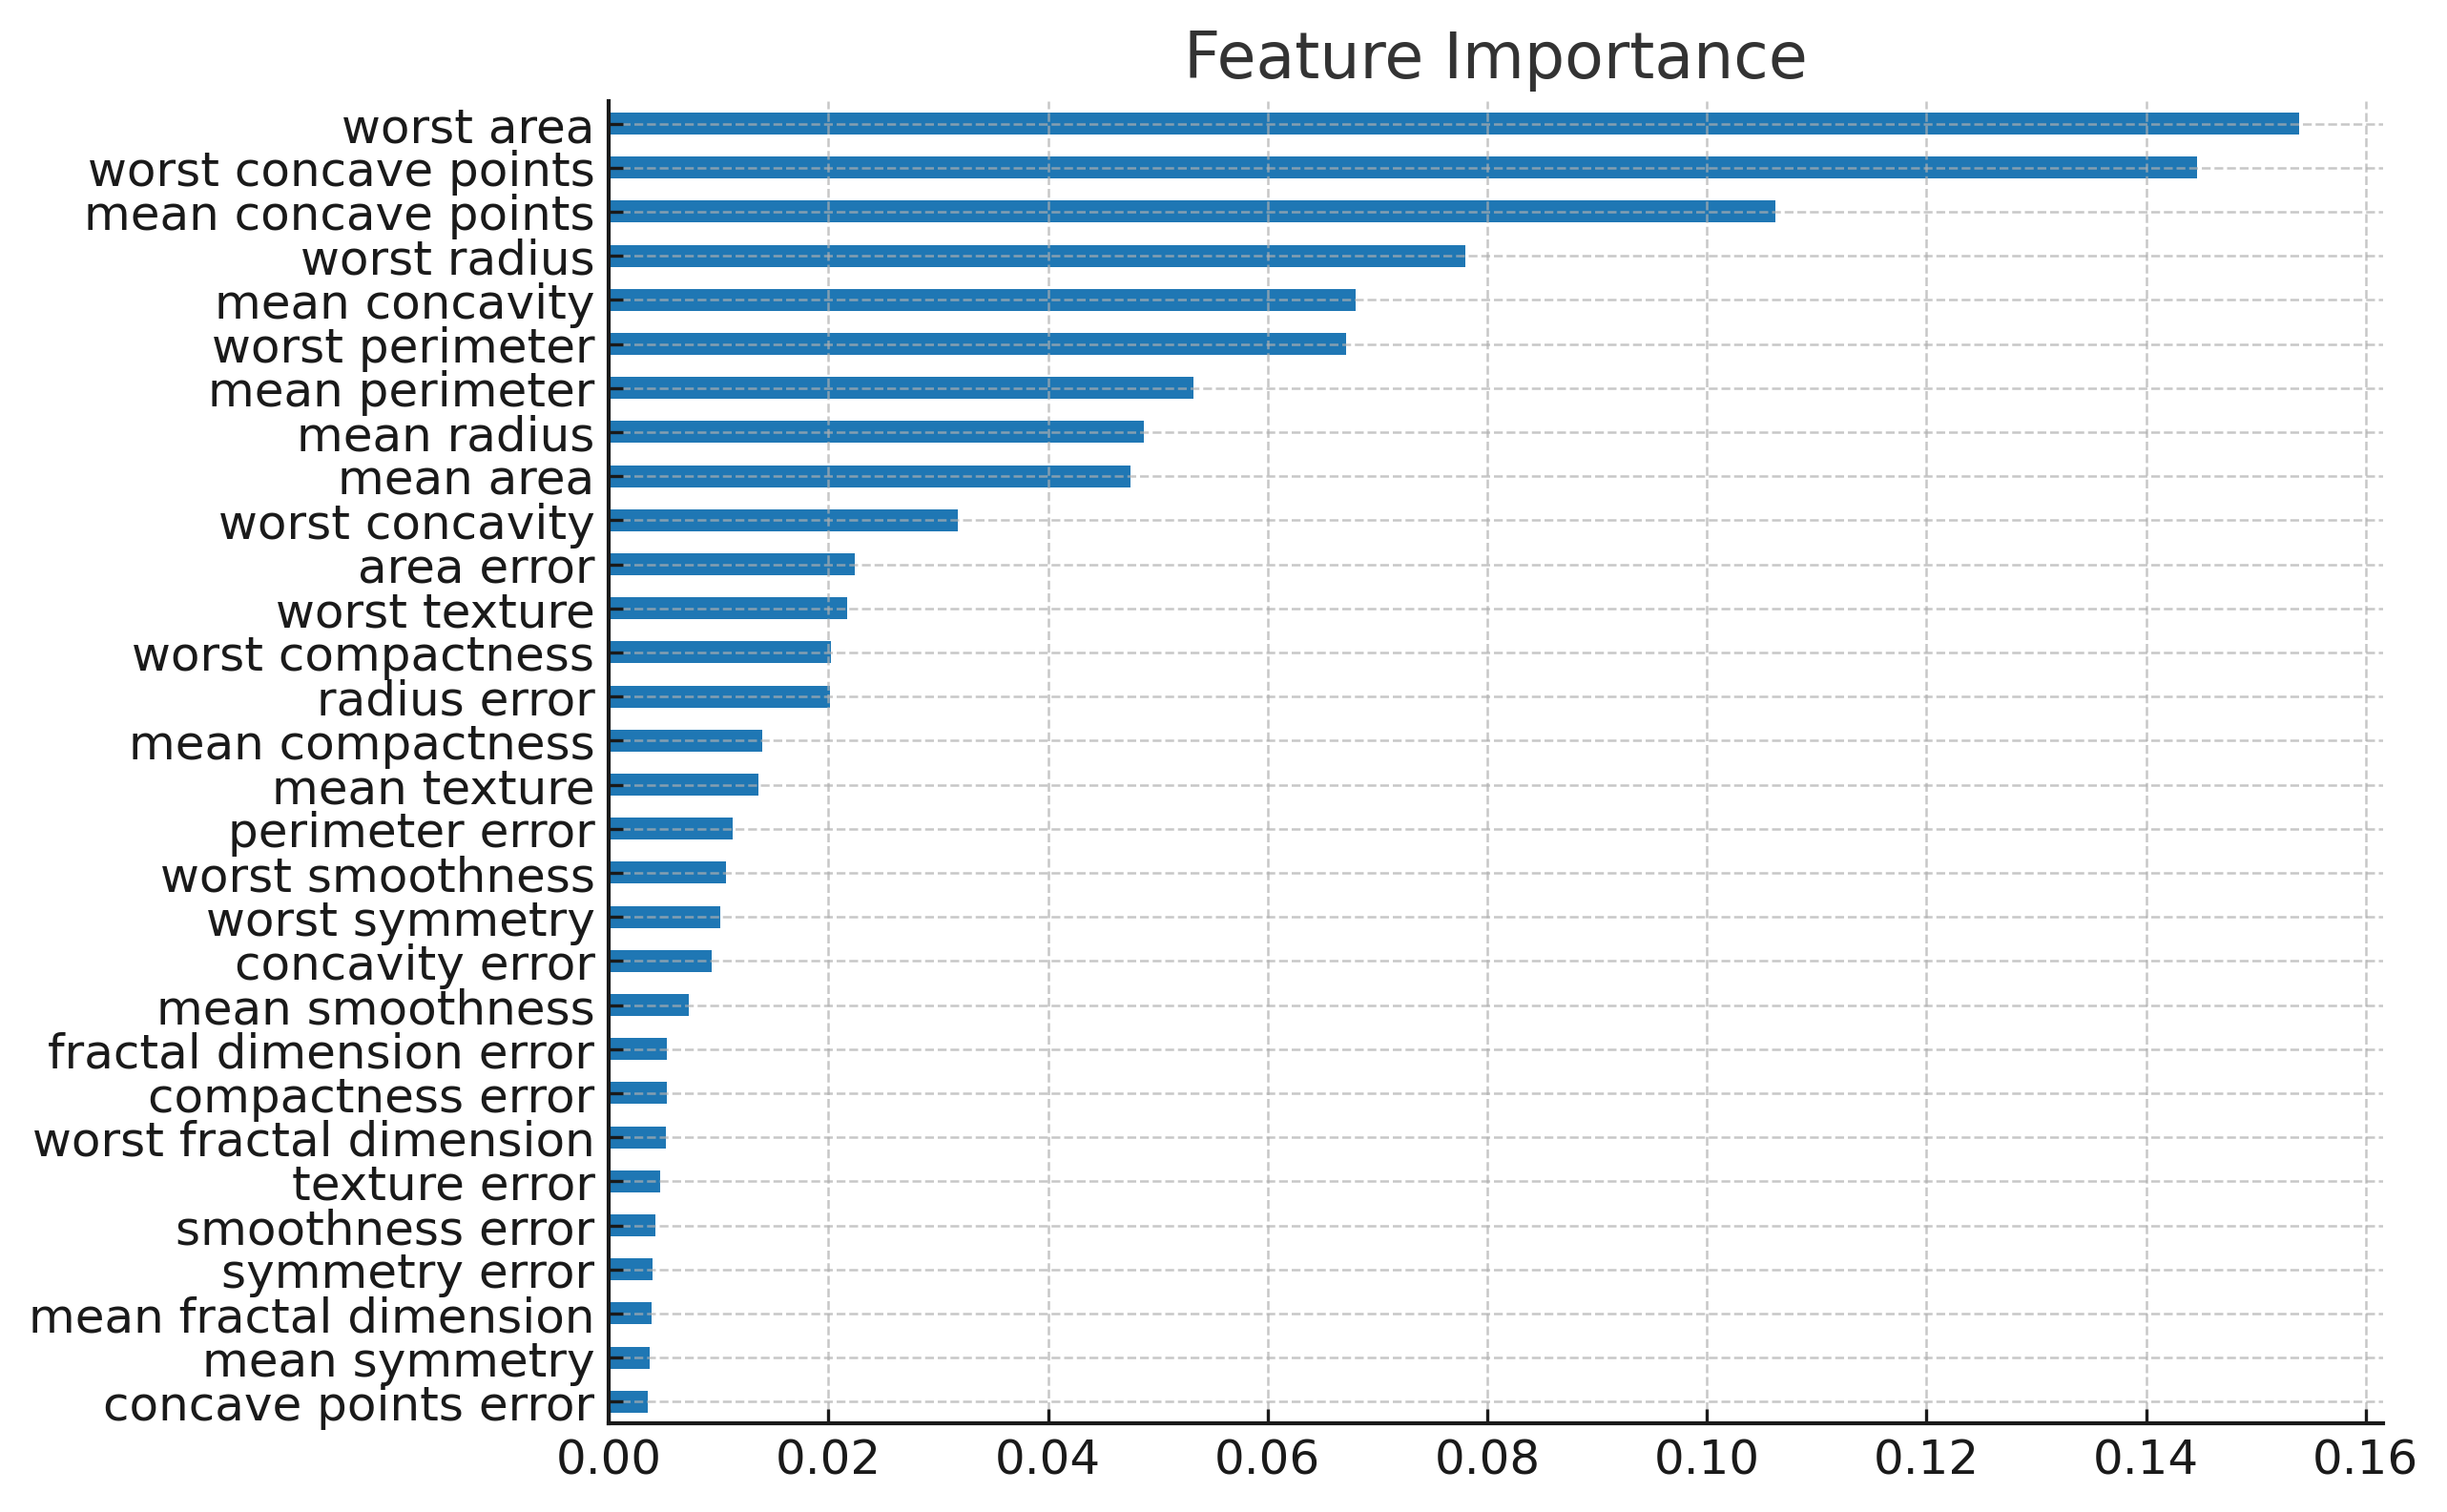 Feature Importance
worst area
worst concave points
mean concave points
worst radius
mean concavity
worst perimeter
mean perimeter
mean radius
mean area
worst concavity
area error
worst texture
worst compactness
radius error
mean compactness
mean texture
perimeter error
worst smoothness
worst symmetry
concavity error
mean smoothness
fractal dimension error
compactness error
worst fractal dimension
texture error
smoothness error
symmetry error
mean fractal dimension
mean symmetry
concave points error
0.00 0.02 0.04 0.06 0.08 0.10 0.12 0.14 0.16